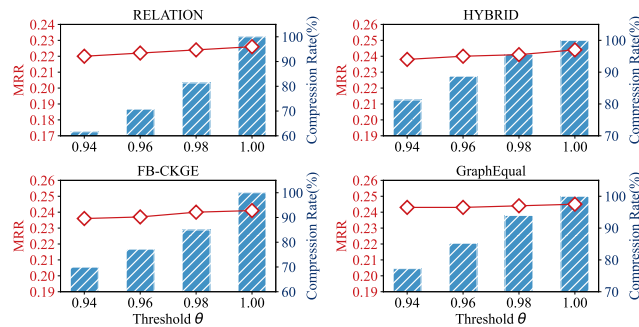 RELATION
0.24
0.23
0.22
0.21
0.20
0.19
0.18
0.17
MRR
100
90
80
70
60
Compression Rate(%)
0.94 0.96 0.98 1.00
HYBRID
0.26
0.25
0.24
0.23
0.22
0.21
0.20
0.19
MRR
100
90
80
70
Compression Rate(%)
0.94 0.96 0.98 1.00
FB-CKGE
0.26
0.25
0.24
0.23
0.22
0.21
0.20
0.19
MRR
100
90
80
70
60
Compression Rate(%)
0.94 0.96 0.98 1.00
Threshold θ
GraphEqual
0.26
0.25
0.24
0.23
0.22
0.21
0.20
0.19
MRR
100
90
80
70
Compression Rate(%)
0.94 0.96 0.98 1.00
Threshold θ